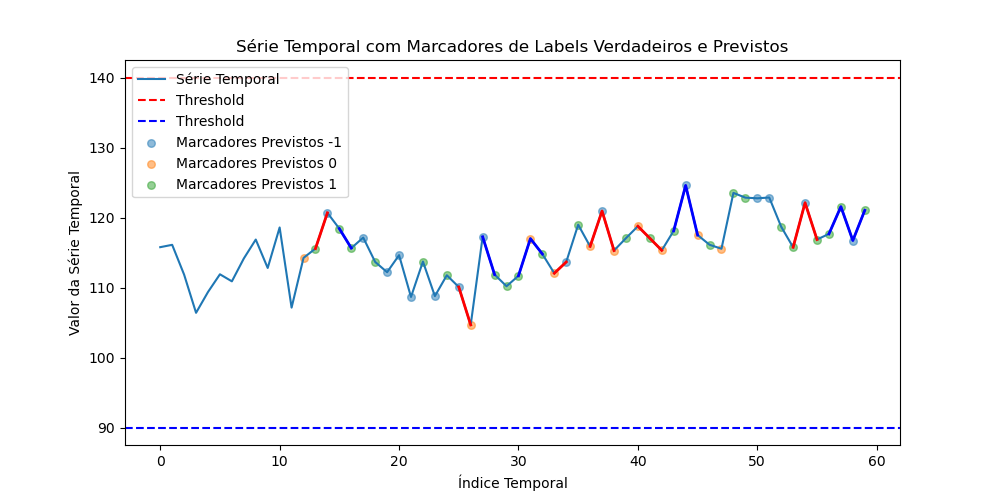 Série Temporal com Marcadores de Labels Verdadeiros e Previstos
Valor da Série Temporal
140
130
120
110
100
90
Série Temporal
Threshold
Threshold
Marcadores Previstos -1
Marcadores Previstos 0
Marcadores Previstos 1
0 10 20 30 40 50 60
Índice Temporal